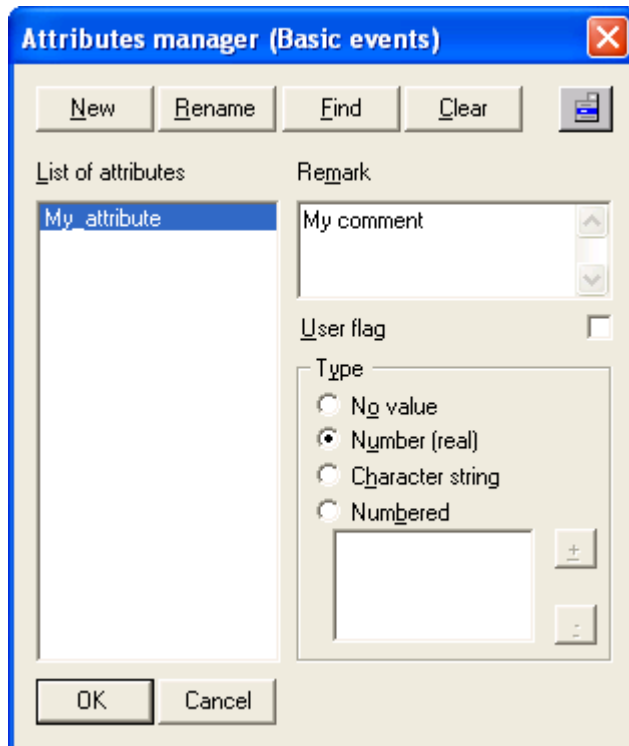 Attributes manager (Basic events)
New Rename Find Clear
List of attributes Remark
My_attribute My comment
User flag
Type
No value
Number (real)
Character string
Numbered
+
-
OK Cancel